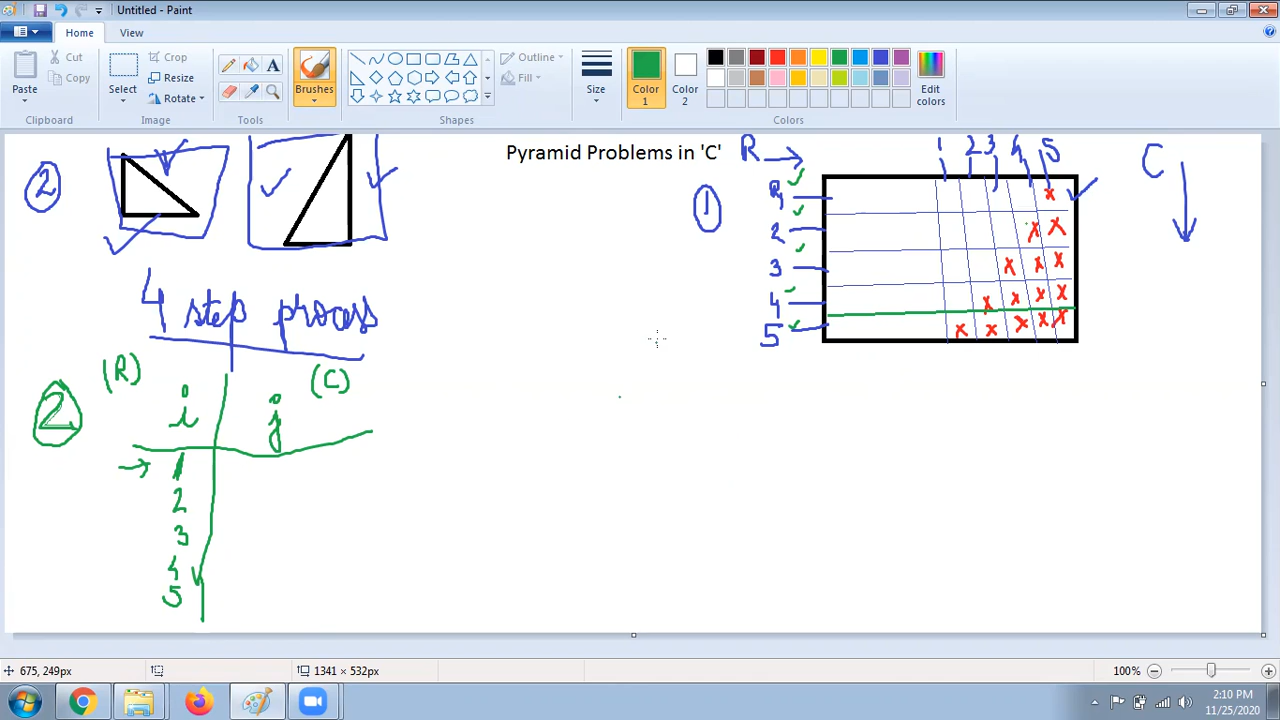 Untitled - Paint
Home
View
Paste
Cut
Copy
Clipboard
Select
Crop
Resize
Rotate
Image
Tools
Brushes
Shapes
Outline
Fill
Size
Color
1
Color
2
Edit
colors
Colors
Pyramid Problems in 'C'
2
4 step process
2
(R)
(C)
i
j
1
2
3
4
5
1
R
1 2 3 4 5
C
R1
2
3
4
5
x
x x
x x x
x x x x
x x x x x
675, 249px
1341 × 532px
100%
2:10 PM
11/25/2020